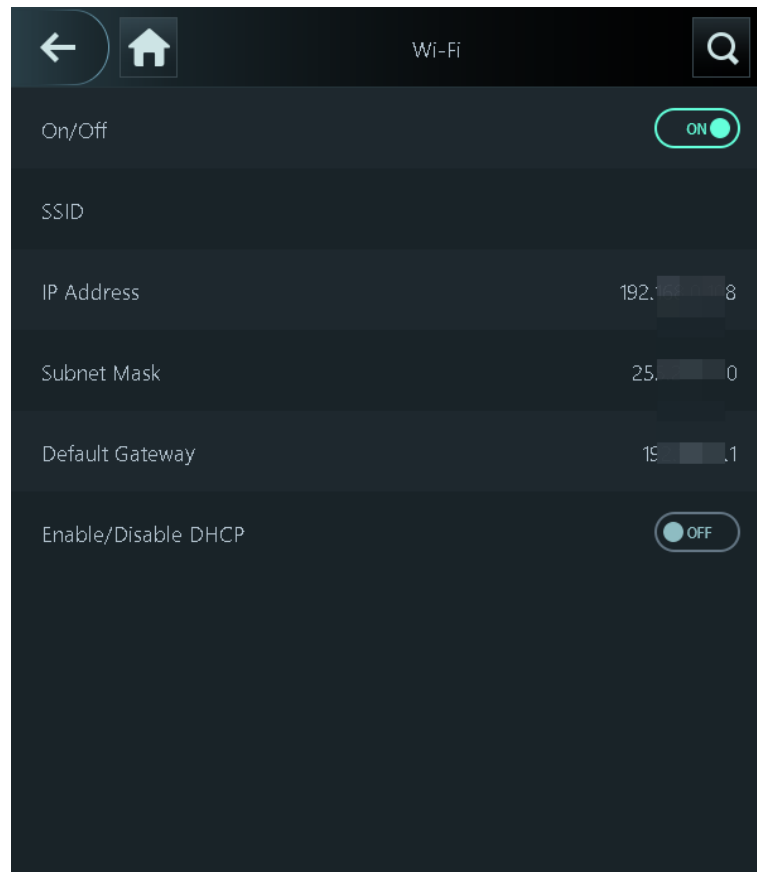 Wi-Fi
On/Off ON
SSID
IP Address
Subnet Mask
Default Gateway
Enable/Disable DHCP OFF